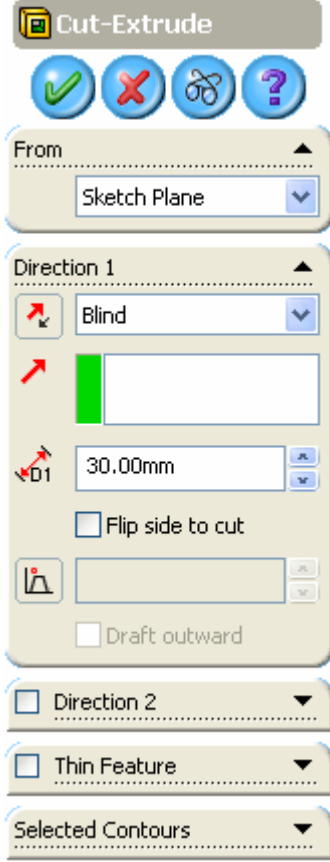 Cut-Extrude
?
From
Sketch Plane
Direction 1
Blind
D1
30.00mm
Flip side to cut
Draft outward
Direction 2
Thin Feature
Selected Contours